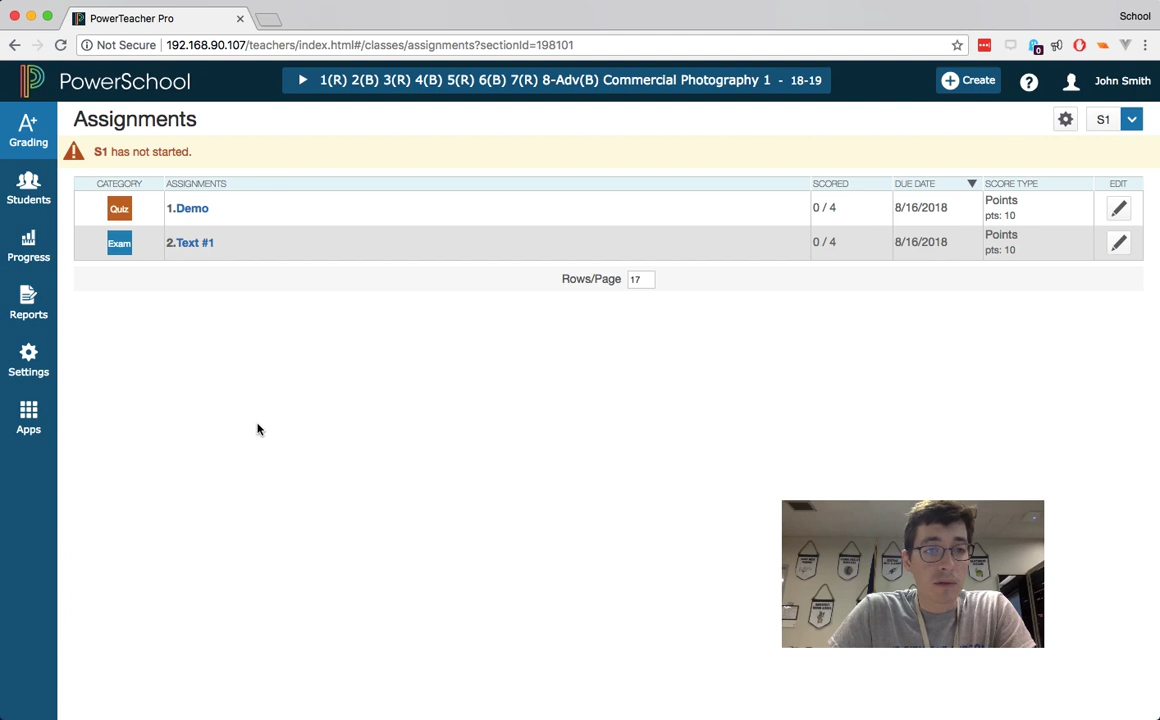 PowerTeacher Pro
School
Not Secure 192.168.90.107/teachers/index.html#/classes/assignments?sectionId=198101
0
PowerSchool
1(R) 2(B) 3(R) 4(B) 5(R) 6(B) 7(R) 8-Adv(B) Commercial Photography 1 - 18-19
Create
?
John Smith
A+
Grading
Students
Progress
Reports
Settings
Apps
Assignments
S1
S1 has not started.
CATEGORY ASSIGNMENTS SCORED DUE DATE SCORE TYPE EDIT
Quiz 1.Demo 0 / 4 8/16/2018 Points
pts: 10
Exam 2.Text #1 0 / 4 8/16/2018 Points
pts: 10
Rows/Page 17